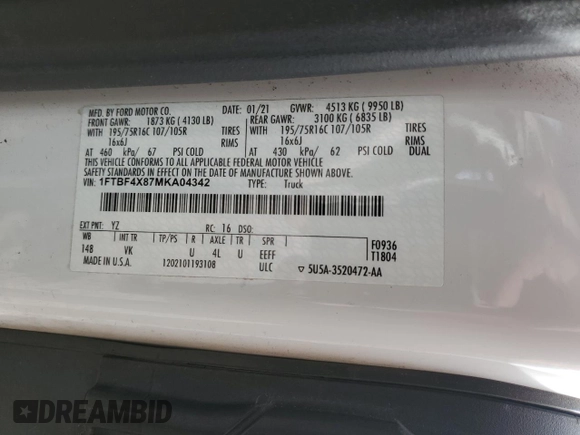 MFD. BY FORD MOTOR CO. 01/21 GVWR: 4513 KG ( 9950 LB)
FRONT GAWR: 1873 KG ( 4130 LB) REAR GAWR: 3100 KG ( 6835 LB)
WITH 195/75R16C 107/105R TIRES WITH 195/75R16C 107/105R TIRES
16x6J RIMS 16x6J RIMS
AT 460 kPa/ 67 PSI COLD AT 430 kPa/ 62 PSI COLD DUAL
THIS VEHICLE CONFORMS TO ALL APPLICABLE FEDERAL MOTOR VEHICLE
SAFETY STANDARDS IN EFFECT ON THE DATE OF MANUFACTURE SHOWN ABOVE.
VIN: 1FTBF4X87MKA04342 TYPE: Truck
EXT PNT: YZ RC: 16 DSO:
WB INT TR TP/PS R AXLE TR SPR F0936
148 VK U 4L U EEFF T1804
MADE IN U.S.A. 1202101193108 ULC 5U5A-3520472-AA
DREAMBID